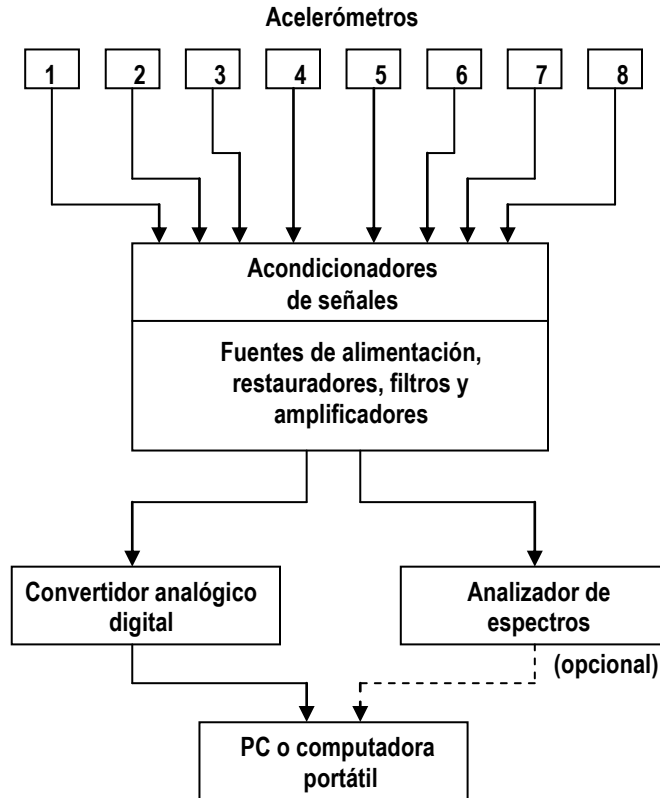 Acelerómetros
1 2 3 4 5 6 7 8
Acondicionadores
de señales
Fuentes de alimentación,
restauradores, filtros y
amplificadores
Convertidor analógico
digital
Analizador de
espectros
(opcional)
PC o computadora
portátil